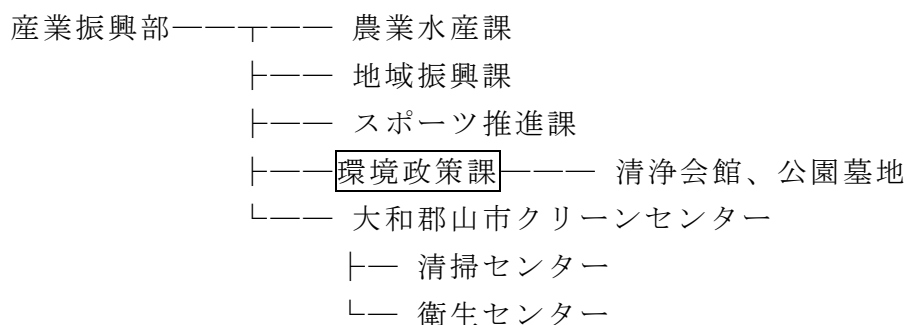 産業振興部――┬―― 農業水産課
├―― 地域振興課
├―― スポーツ推進課
├――環境政策課――― 清浄会館、公園墓地
└―― 大和郡山市クリーンセンター
├― 清掃センター
└― 衛生センター